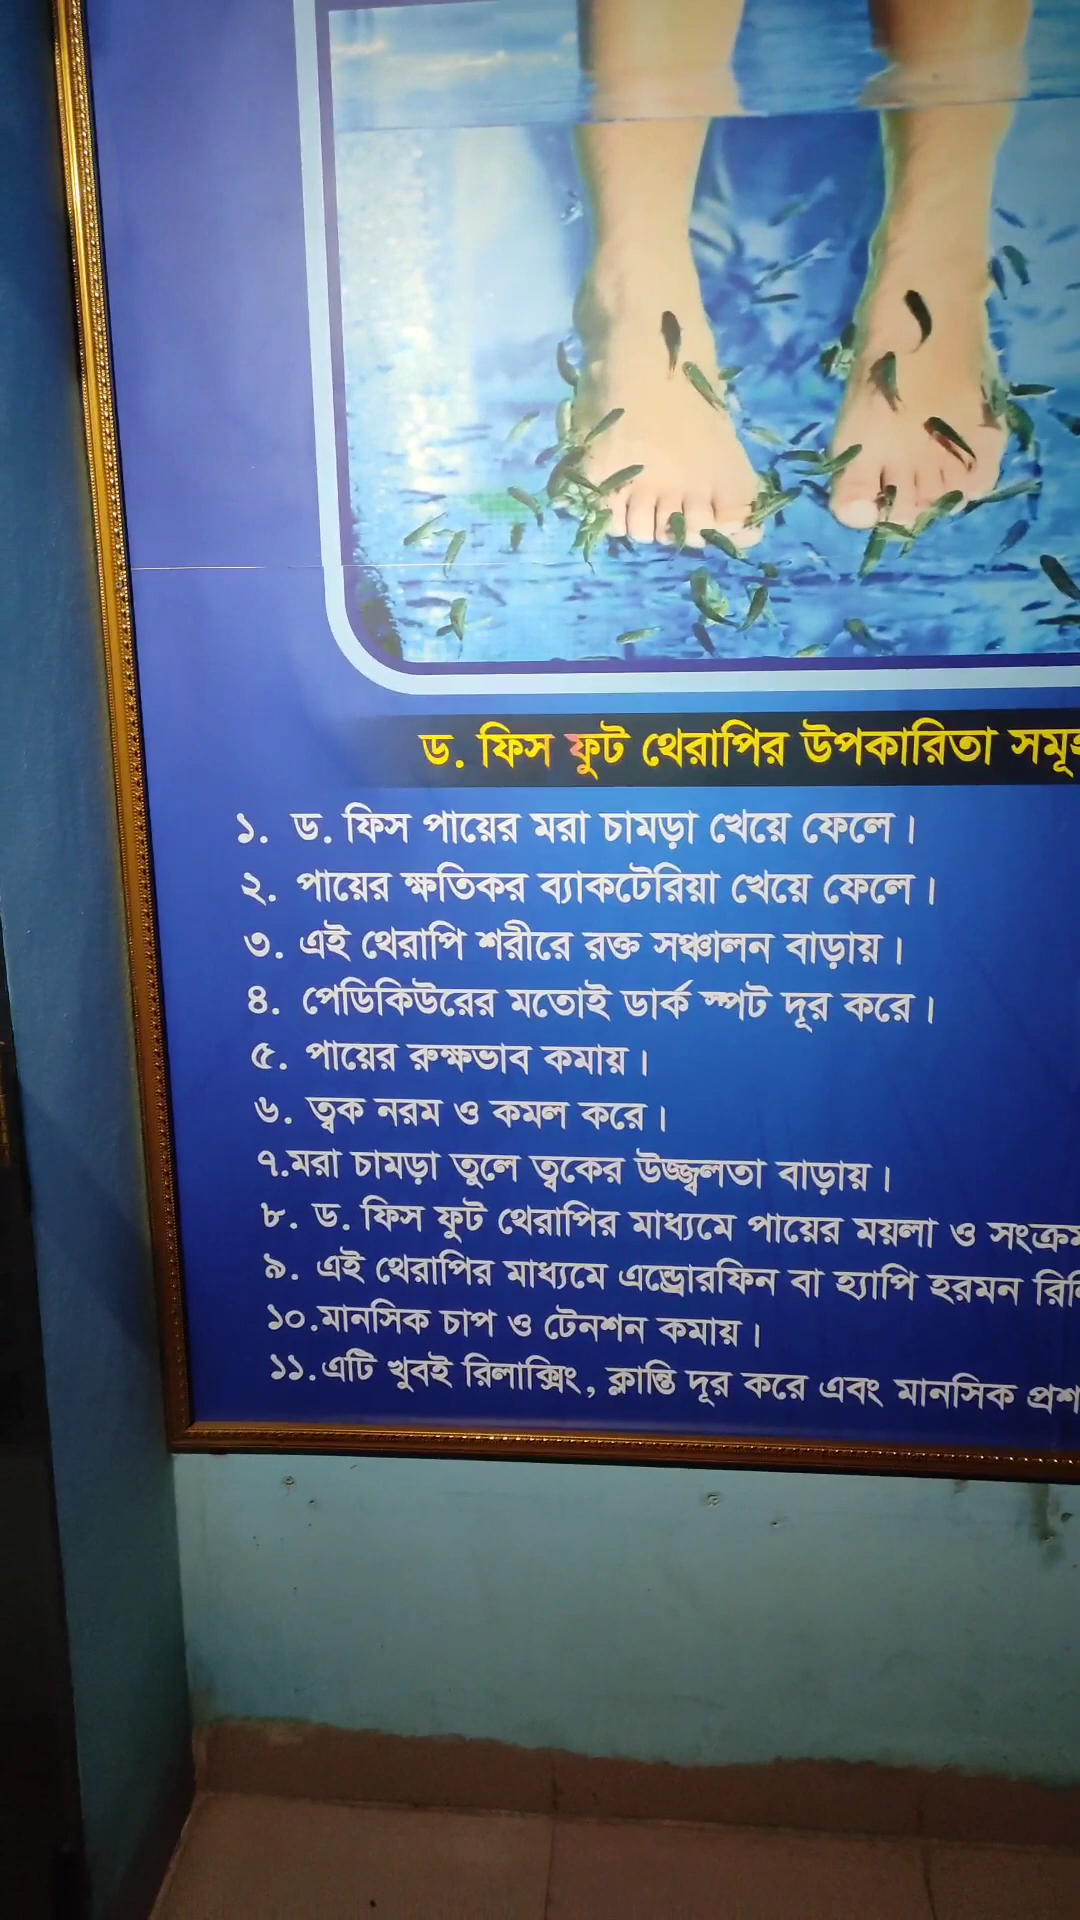 ড. ফিস ফুট থেরাপির উপকারিতা সমূহ
১. ড. ফিস পায়ের মরা চামড়া খেয়ে ফেলে।
২. পায়ের ক্ষতিকর ব্যাকটেরিয়া খেয়ে ফেলে।
৩. এই থেরাপি শরীরে রক্ত সঞ্চালন বাড়ায়।
৪. পেডিকিউরের মতোই ডার্ক স্পট দূর করে।
৫. পায়ের রুক্ষভাব কমায়।
৬. ত্বক নরম ও কমল করে।
৭.মরা চামড়া তুলে ত্বকের উজ্জ্বলতা বাড়ায়।
৮. ড. ফিস ফুট থেরাপির মাধ্যমে পায়ের ময়লা ও
৯. এই থেরাপির মাধ্যমে এন্ড্রোরফিন বা হ্যাপি হরমন
১০.মানসিক চাপ ও টেনশন কমায়।
১১.এটি খুবই রিলাক্সিং, ক্লান্তি দূর করে এবং মানসিক